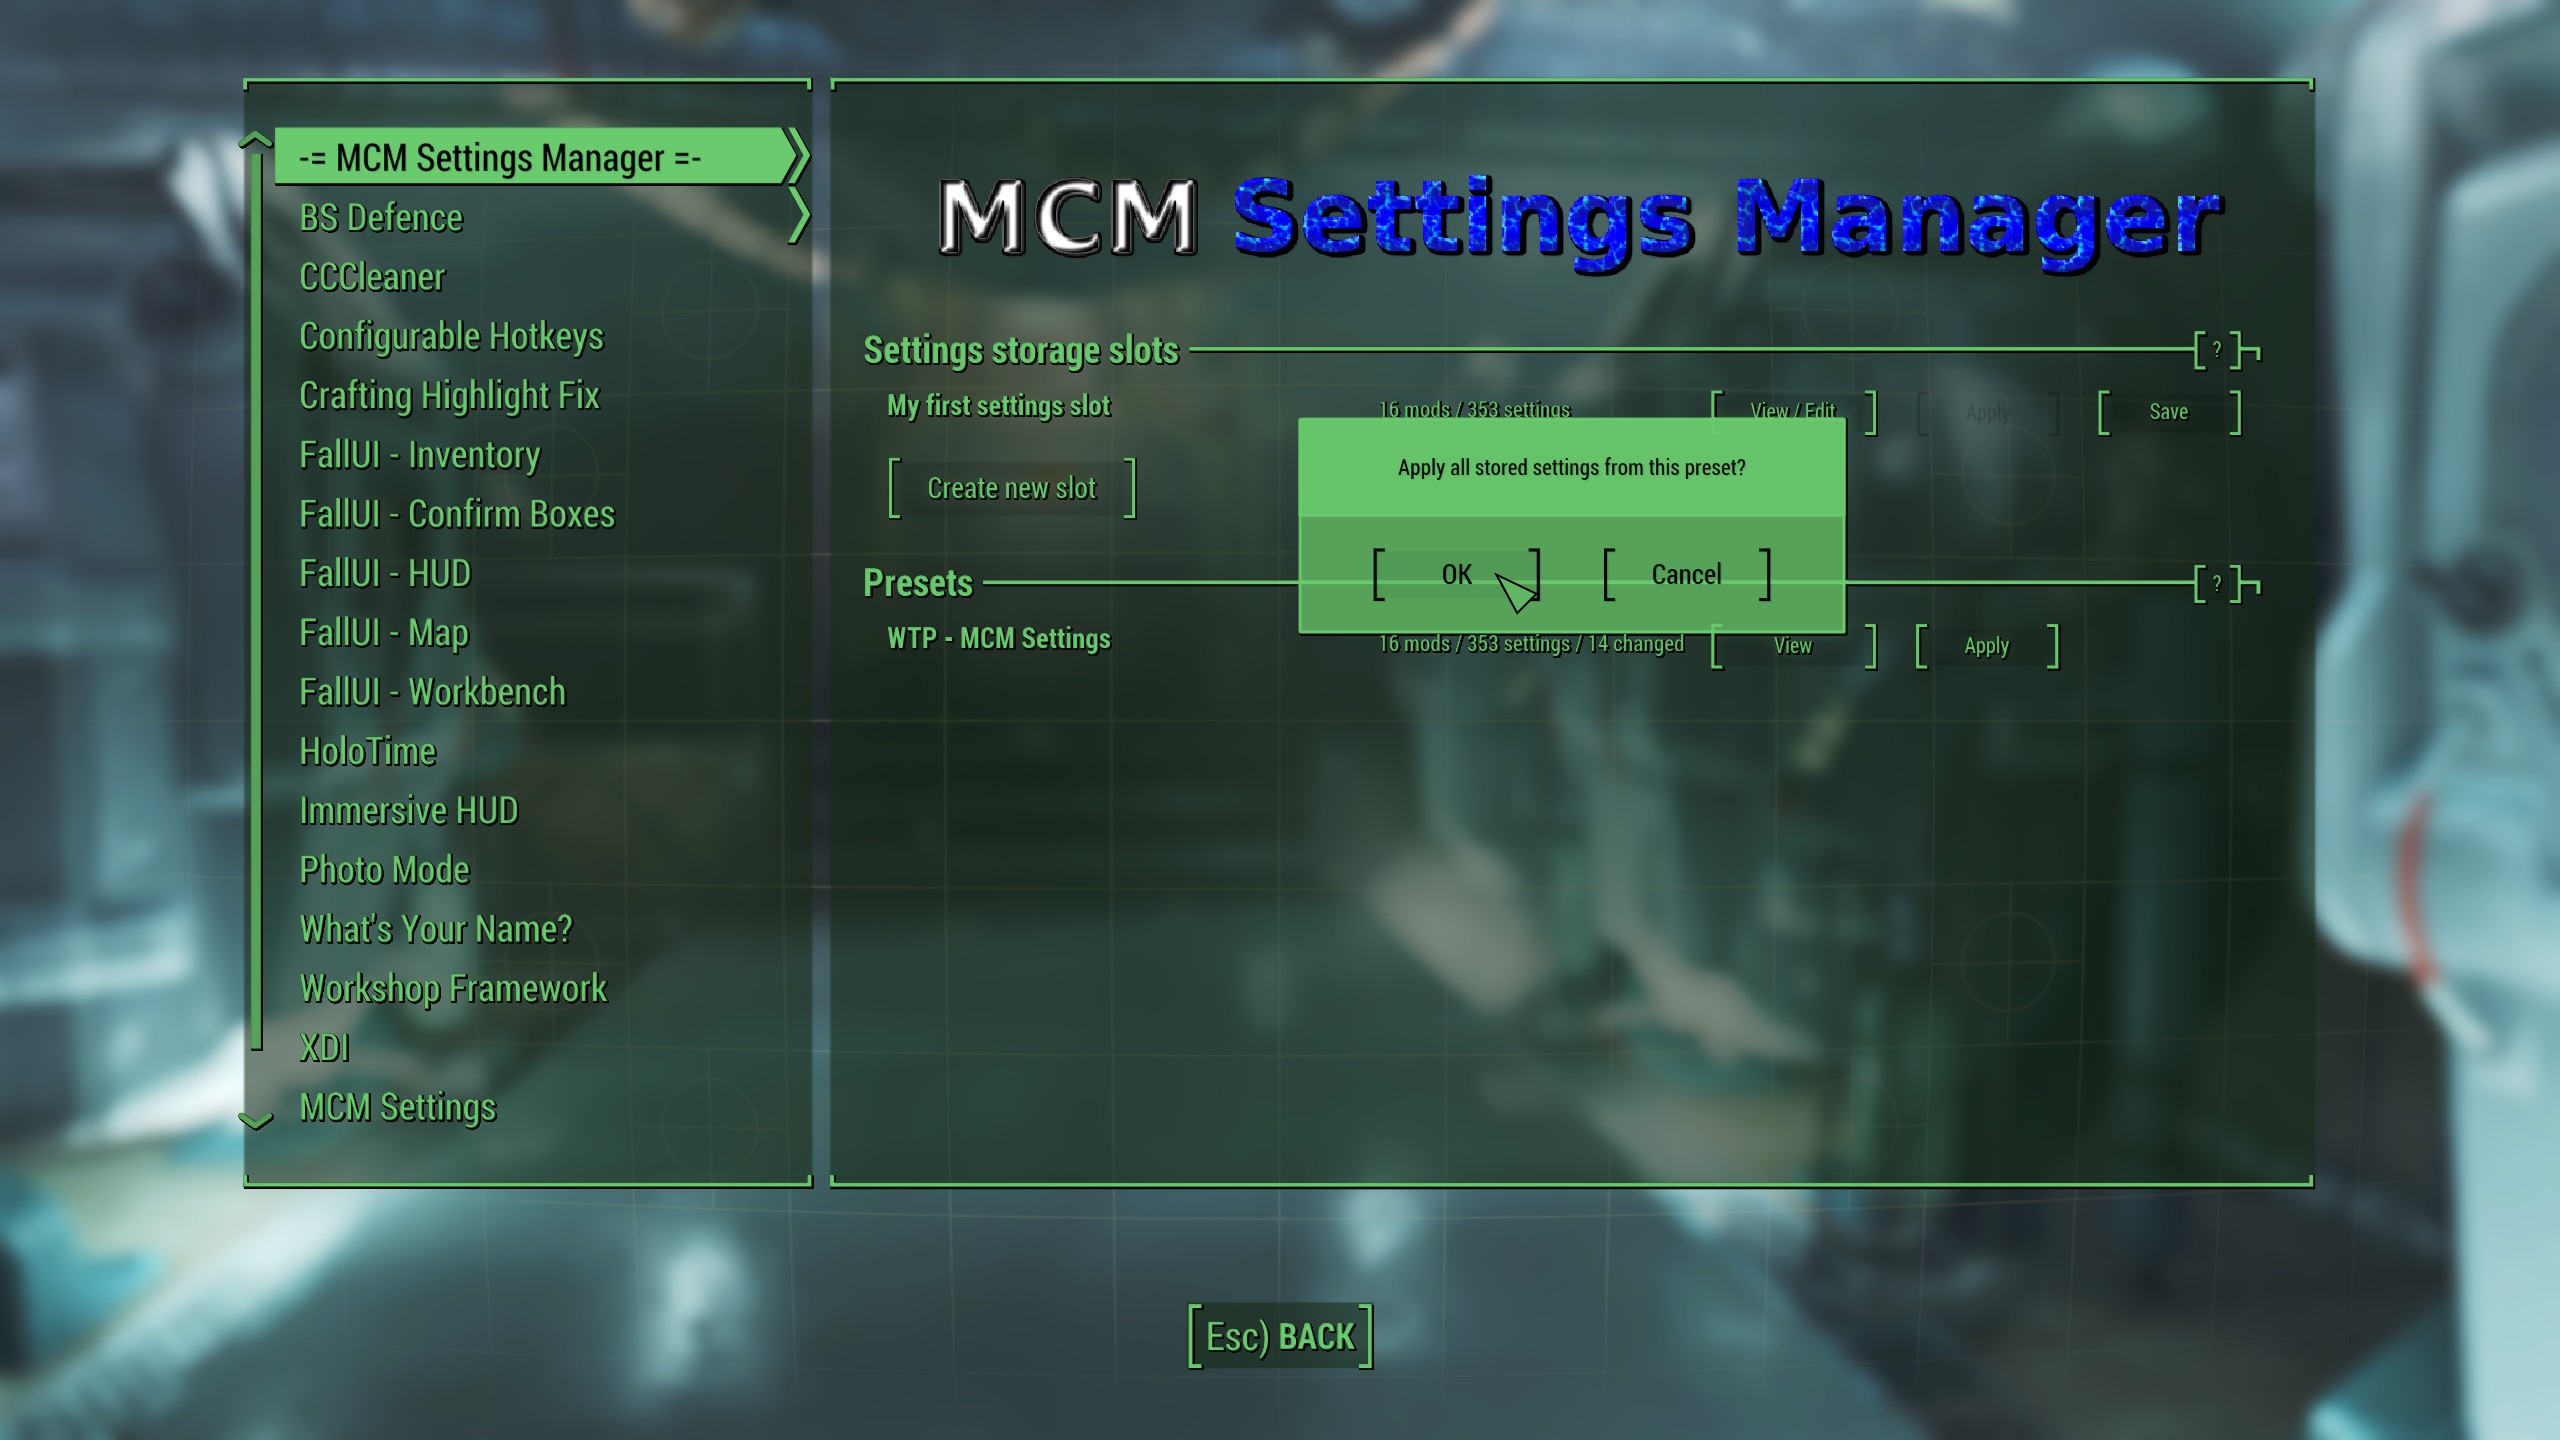 -= MCM Settings Manager =-
BS Defence
CCCleaner
Configurable Hotkeys
Crafting Highlight Fix
FallUI - Inventory
FallUI - Confirm Boxes
FallUI - HUD
FallUI - Map
FallUI - Workbench
HoloTime
Immersive HUD
Photo Mode
What's Your Name?
Workshop Framework
XDI
MCM Settings
MCM Settings Manager
Settings storage slots [?]
My first settings slot 16 mods / 353 settings [View / Edit] [Apply] [Save]
[Create new slot]
Apply all stored settings from this preset?
[OK] [Cancel]
Presets [?]
WTP - MCM Settings 16 mods / 353 settings / 14 changed [View] [Apply]
[Esc) BACK]